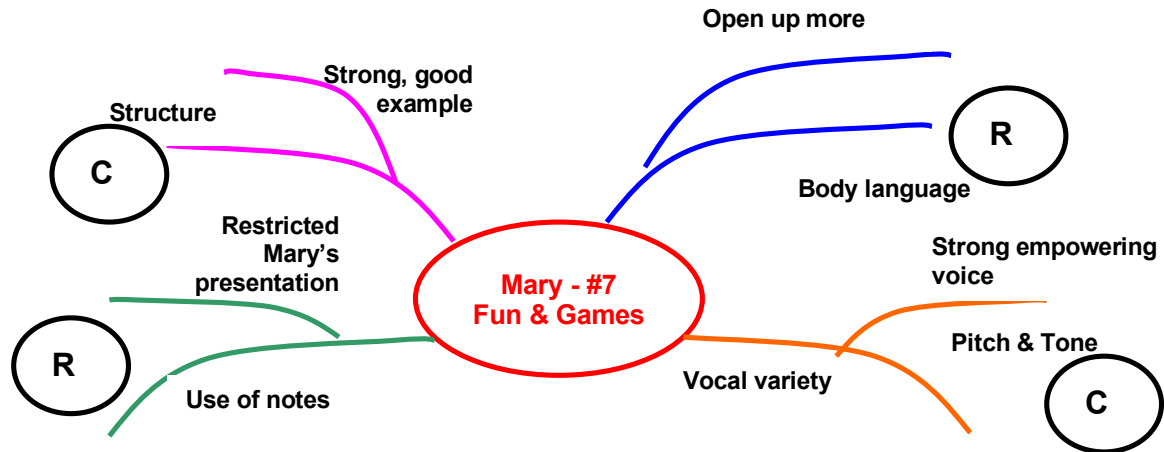 Open up more
Strong, good
example
Structure
C
R
Body language
Restricted
Mary’s
presentation
Strong empowering
voice
Mary - #7
Fun & Games
Pitch & Tone
R
Use of notes
Vocal variety
C